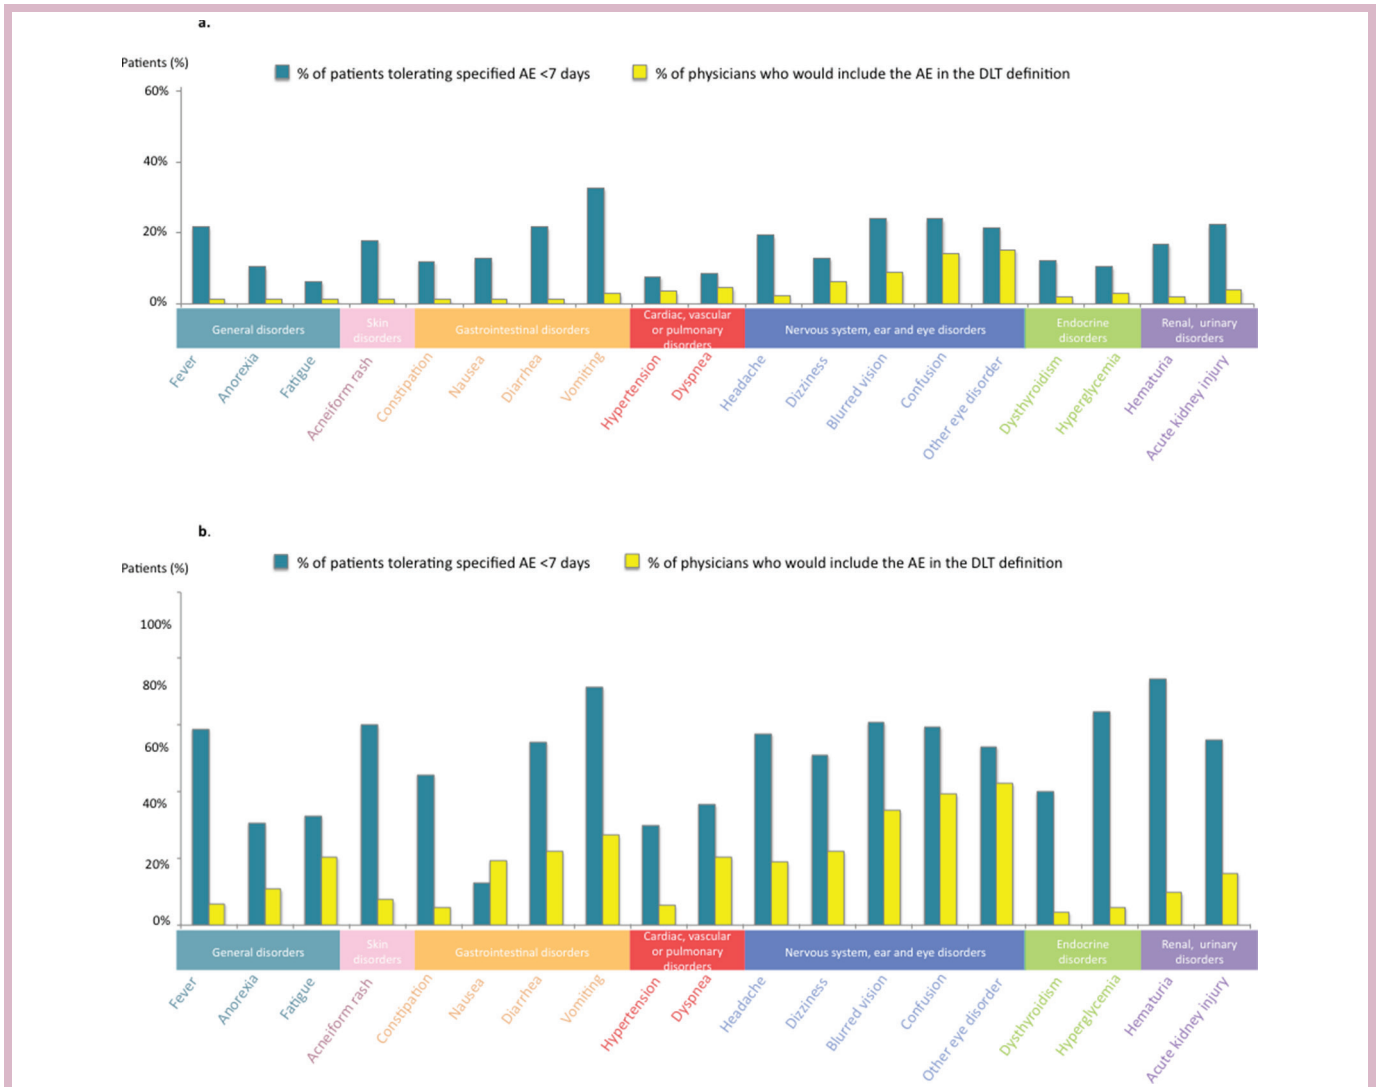 a.
Patients (%)
% of patients tolerating specified AE <7 days
% of physicians who would include the AE in the DLT definition
60%
40%
20%
0%
General disorders
Skin
disorders
Gastrointestinal disorders
Cardiac, vascular
or pulmonary
disorders
Nervous system, ear and eye disorders
Endocrine
disorders
Renal, urinary
disorders
Fever
Anorexia
Fatigue
Acneiform rash
Constipation
Nausea
Diarrhea
Vomiting
Hypertension
Dyspnea
Headache
Dizziness
Blurred vision
Confusion
Other eye disorder
Dysthyroidism
Hyperglycemia
Hematuria
Acute kidney injury
b.
Patients (%)
% of patients tolerating specified AE <7 days
% of physicians who would include the AE in the DLT definition
100%
80%
60%
40%
20%
0%
General disorders
Skin
disorders
Gastrointestinal disorders
Cardiac, vascular
or pulmonary
disorders
Nervous system, ear and eye disorders
Endocrine
disorders
Renal, urinary
disorders
Fever
Anorexia
Fatigue
Acneiform rash
Constipation
Nausea
Diarrhea
Vomiting
Hypertension
Dyspnea
Headache
Dizziness
Blurred vision
Confusion
Other eye disorder
Dysthyroidism
Hyperglycemia
Hematuria
Acute kidney injury